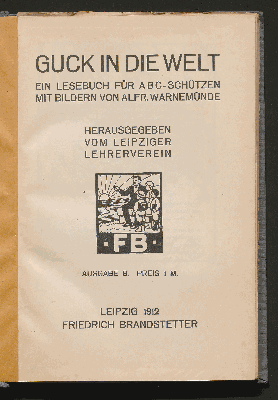 GUCK IN DIE WELT
EIN LESEBUCH FÜR ABC-SCHÜTZEN
MIT BILDERN VON ALFR. WARNEMÜNDE
HERAUSGEGEBEN
VOM LEIPZIGER
LEHRERVEREIN
·FB·
AUSGABE B. PREIS 1 M.
LEIPZIG 1912
FRIEDRICH BRANDSTETTER